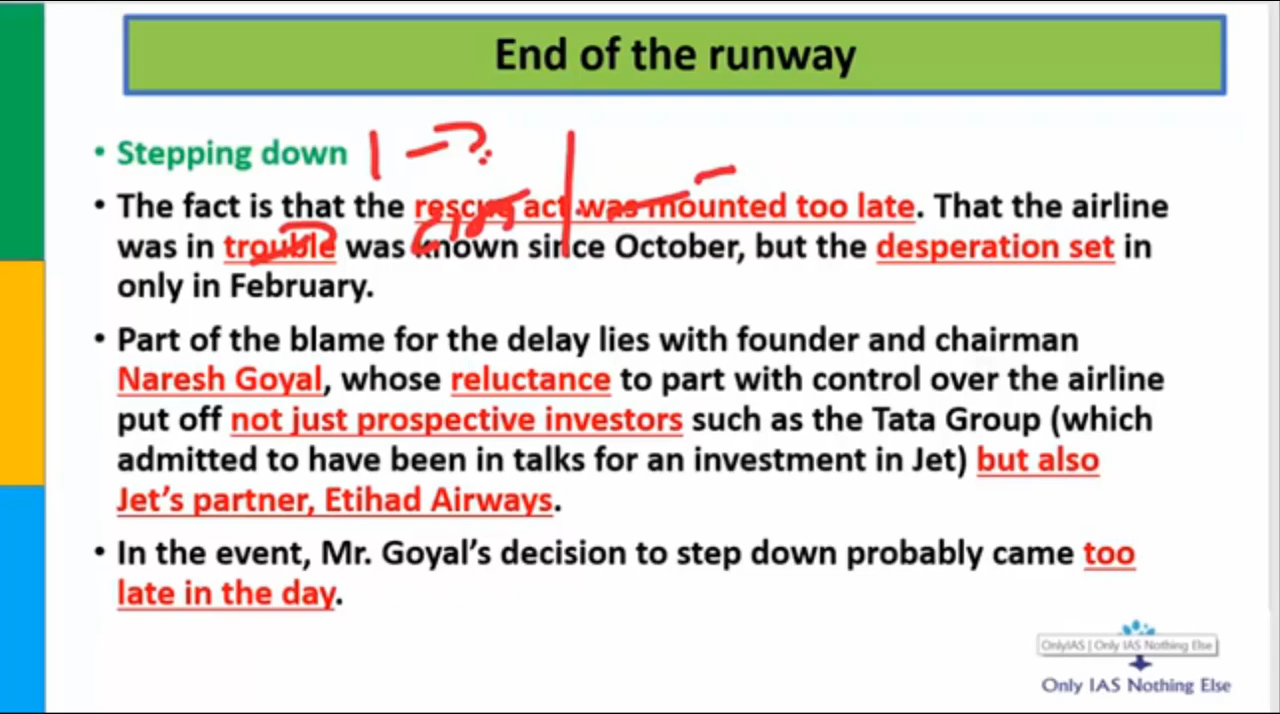 End of the runway
• Stepping down
• The fact is that the rescue act was mounted too late. That the airline
was in trouble was known since October, but the desperation set in
only in February.
• Part of the blame for the delay lies with founder and chairman
Naresh Goyal, whose reluctance to part with control over the airline
put off not just prospective investors such as the Tata Group (which
admitted to have been in talks for an investment in Jet) but also
Jet's partner, Etihad Airways.
• In the event, Mr. Goyal's decision to step down probably came too
late in the day.
OnlyIAS | Only IAS Nothing Else
Only IAS Nothing Else